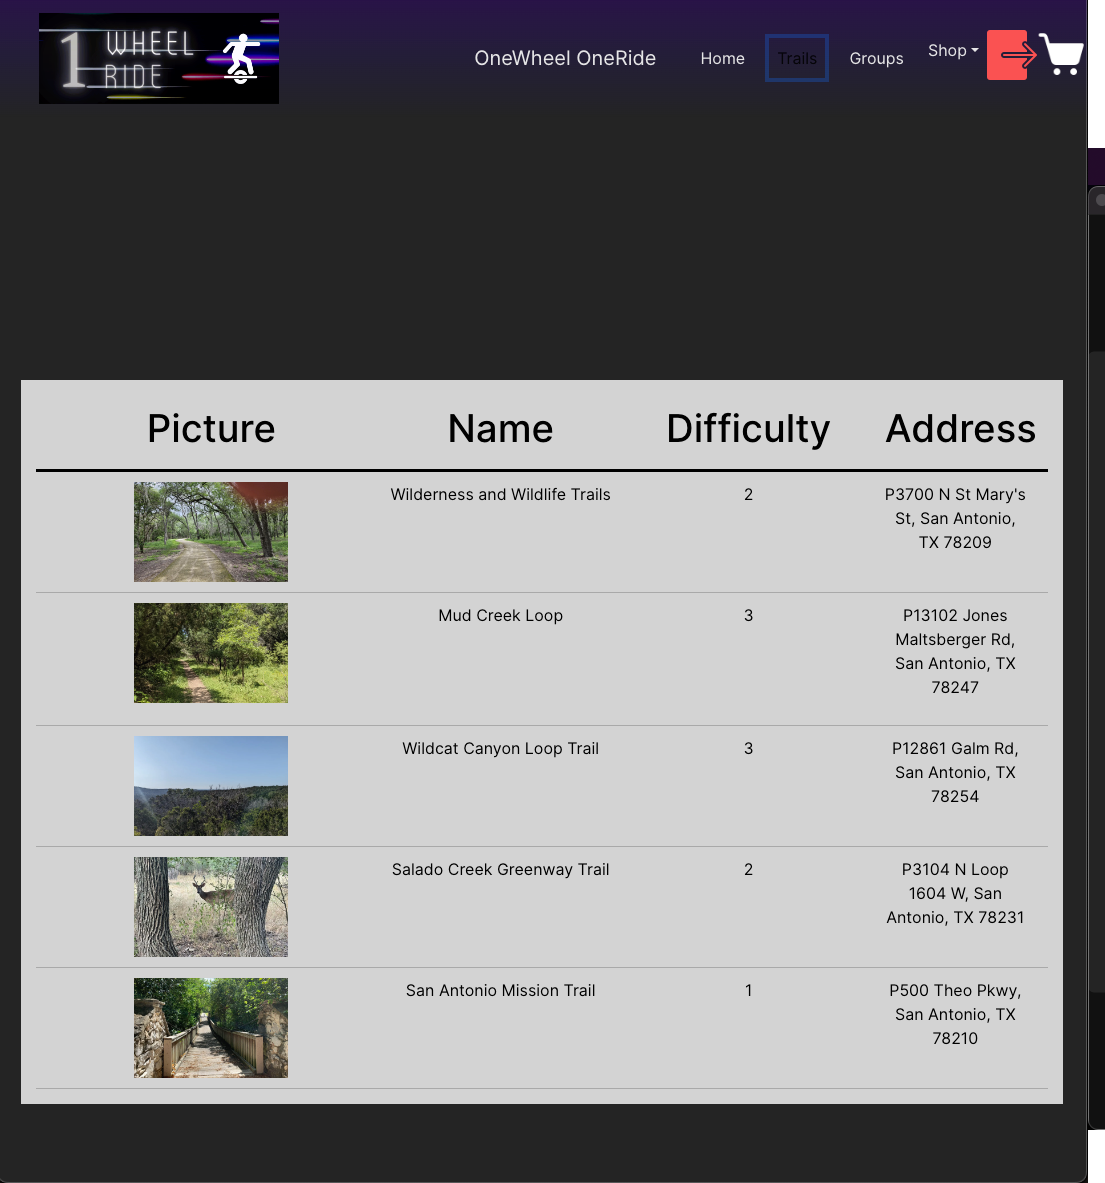 1 WHEEL
RIDE
OneWheel OneRide
Home
Trails
Groups
Shop
Picture
Name
Difficulty
Address
Wilderness and Wildlife Trails
2
P3700 N St Mary's
St, San Antonio,
TX 78209
Mud Creek Loop
3
P13102 Jones
Maltsberger Rd,
San Antonio, TX
78247
Wildcat Canyon Loop Trail
3
P12861 Galm Rd,
San Antonio, TX
78254
Salado Creek Greenway Trail
2
P3104 N Loop
1604 W, San
Antonio, TX 78231
San Antonio Mission Trail
1
P500 Theo Pkwy,
San Antonio, TX
78210